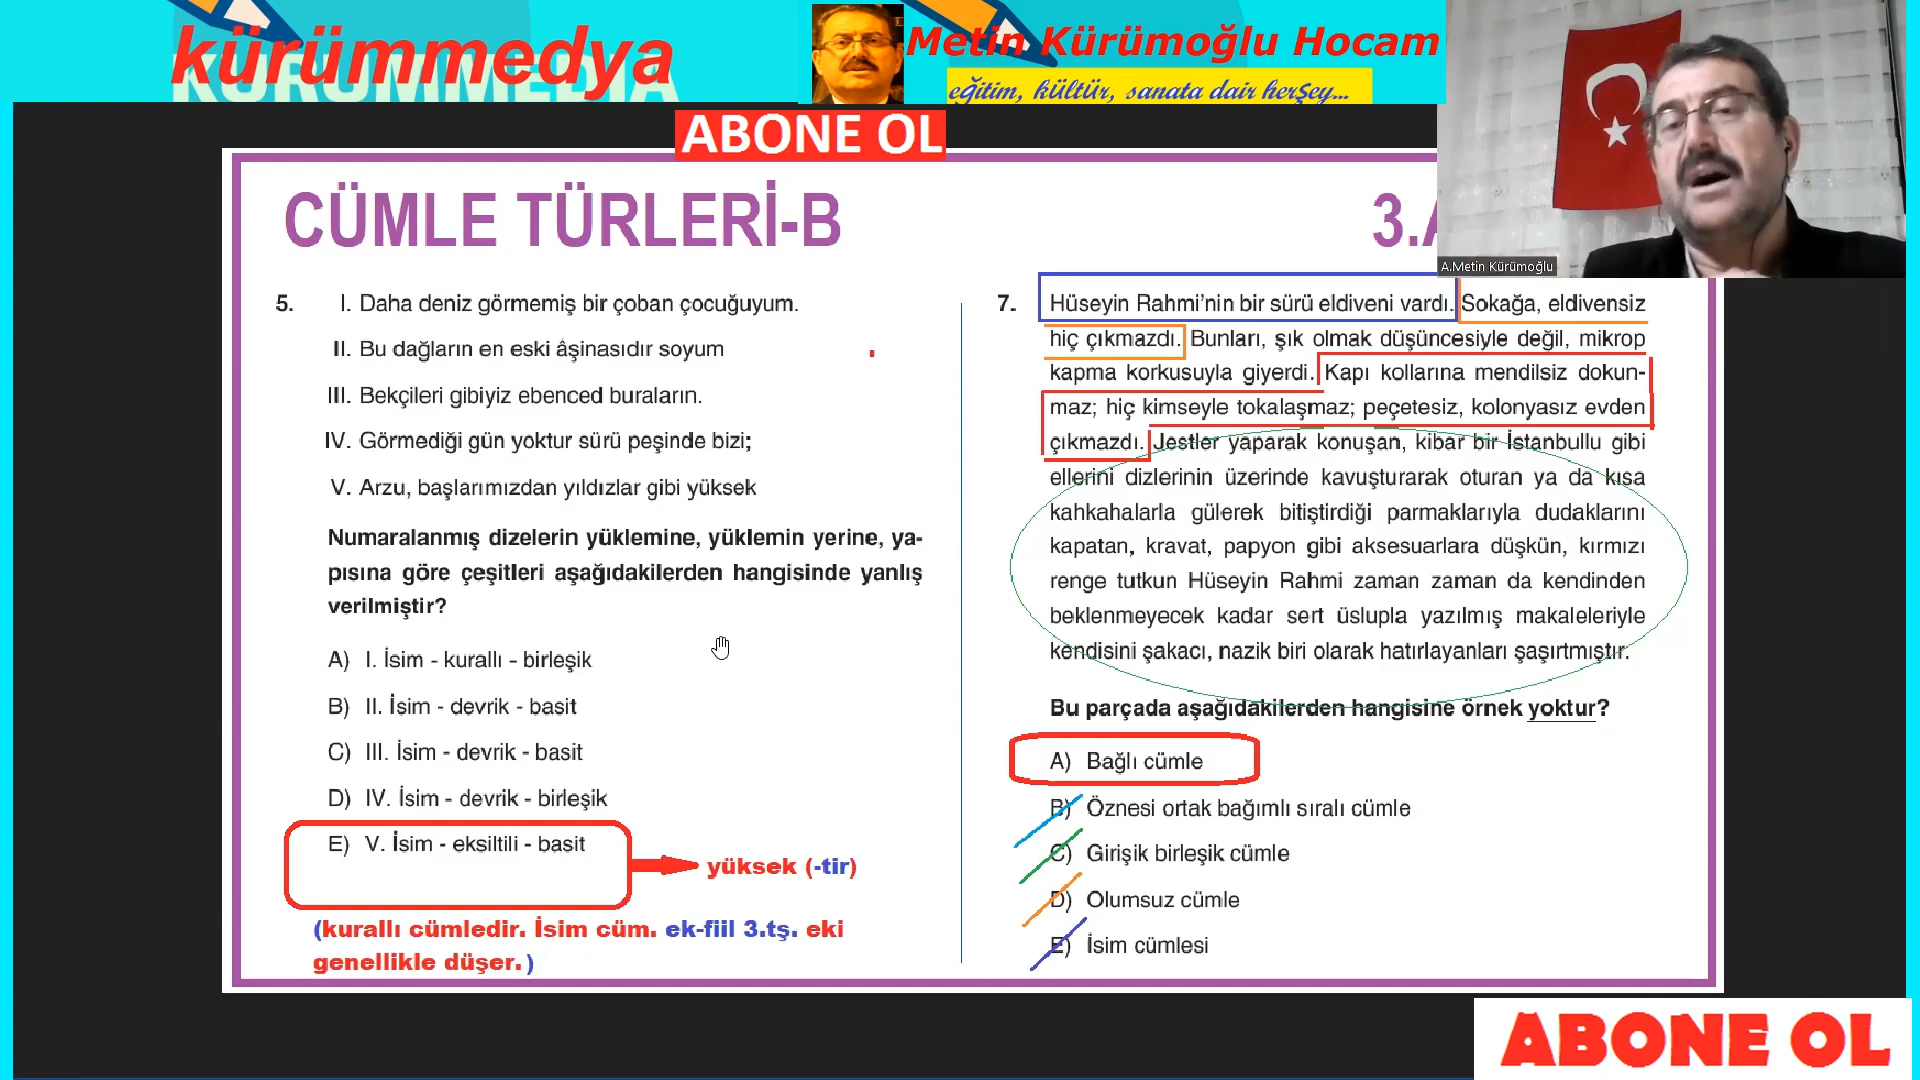 kürümmedya
KURUMMEDIA
Metin Kürümoğlu Hocam
eğitim, kültür, sanata dair herşey...
ABONE OL
A.Metin Kürümoğlu
CÜMLE TÜRLERİ-B
3.
5. I. Daha deniz görmemiş bir çoban çocuğuyum.
II. Bu dağların en eski âşinasıdır soyum
III. Bekçileri gibiyiz ebenced buraların.
IV. Görmediği gün yoktur sürü peşinde bizi;
V. Arzu, başlarımızdan yıldızlar gibi yüksek
Numaralanmış dizelerin yüklemine, yüklemin yerine, ya-
pısına göre çeşitleri aşağıdakilerden hangisinde yanlış
verilmiştir?
A) I. İsim - kurallı - birleşik
B) II. İsim - devrik - basit
C) III. İsim - devrik - basit
D) IV. İsim - devrik - birleşik
E) V. İsim - eksiltili - basit
yüksek (-tir)
(kurallı cümledir. İsim cüm. ek-fiil 3.tş. eki
genellikle düşer.)
7. Hüseyin Rahmi'nin bir sürü eldiveni vardı. Sokağa, eldivensiz
hiç çıkmazdı. Bunları, şık olmak düşüncesiyle değil, mikrop
kapma korkusuyla giyerdi. Kapı kollarına mendilsiz dokun-
maz; hiç kimseyle tokalaşmaz; peçetesiz, kolonyasız evden
çıkmazdı. Jestler yaparak konuşan, kibar bir İstanbullu gibi
ellerini dizlerinin üzerinde kavuşturarak oturan ya da kısa
kahkahalarla gülerek bitiştirdiği parmaklarıyla dudaklarını
kapatan, kravat, papyon gibi aksesuarlara düşkün, kırmızı
renge tutkun Hüseyin Rahmi zaman zaman da kendinden
beklenmeyecek kadar sert üslupla yazılmış makaleleriyle
kendisini şakacı, nazik biri olarak hatırlayanları şaşırtmıştır.
Bu parçada aşağıdakilerden hangisine örnek yoktur?
A) Bağlı cümle
B) Öznesi ortak bağımlı sıralı cümle
C) Girişik birleşik cümle
D) Olumsuz cümle
E) İsim cümlesi
ABONE OL